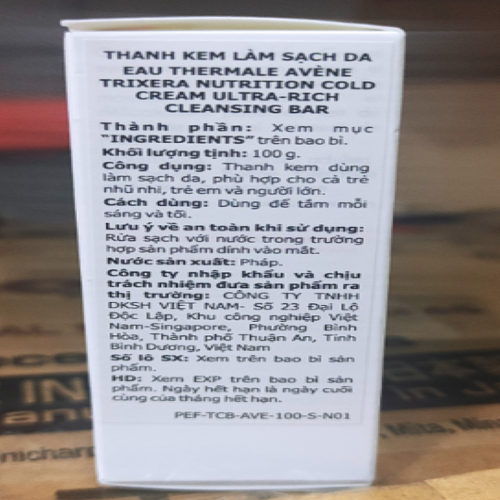 THANH KEM LÀM SẠCH DA
EAU THERMALE AVÈNE
TRIXERA NUTRITION COLD
CREAM ULTRA-RICH
CLEANSING BAR
Thành phần: Xem mục
"INGREDIENTS" trên bao bì.
Khối lượng tịnh: 100 g.
Công dụng: Thanh kem dùng
làm sạch da, phù hợp cho cả trẻ
nhũ nhi, trẻ em và người lớn.
Cách dùng: Dùng để tắm mỗi
sáng và tối.
Lưu ý về an toàn khi sử dụng:
Rửa sạch với nước trong trường
hợp sản phẩm dính vào mắt.
Nước sản xuất: Pháp.
Công ty nhập khẩu và chịu
trách nhiệm đưa sản phẩm ra
thị trường: CÔNG TY TNHH
DKSH VIỆT NAM- Số 23 Đại Lộ
Độc Lập, Khu công nghiệp Việt
Nam-Singapore, Phường Bình
Hòa, Thành phố Thuận An, Tỉnh
Bình Dương, Việt Nam
Số lô SX: Xem trên bao bì sản
phẩm.
HD: Xem EXP trên bao bì sản
phẩm. Ngày hết hạn là ngày cuối
cùng của tháng hết hạn.
PEF-TCB-AVE-100-S-N01